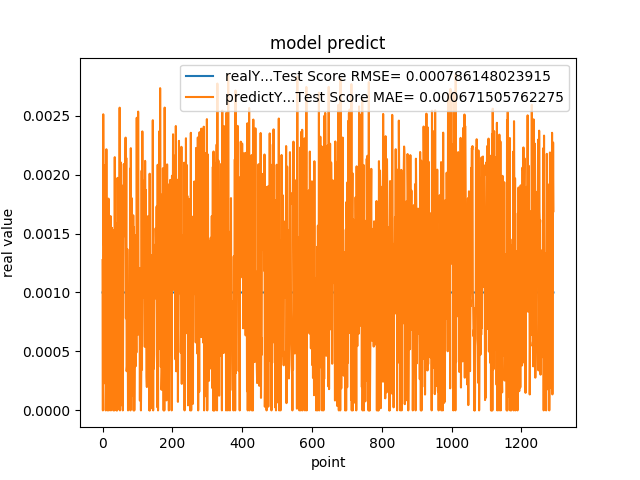 model predict
realY...Test Score RMSE= 0.000786148023915
predictY...Test Score MAE= 0.000671505762275
0.0025
0.0020
0.0015
0.0010
0.0005
0.0000
real value
0 200 400 600 800 1000 1200
point